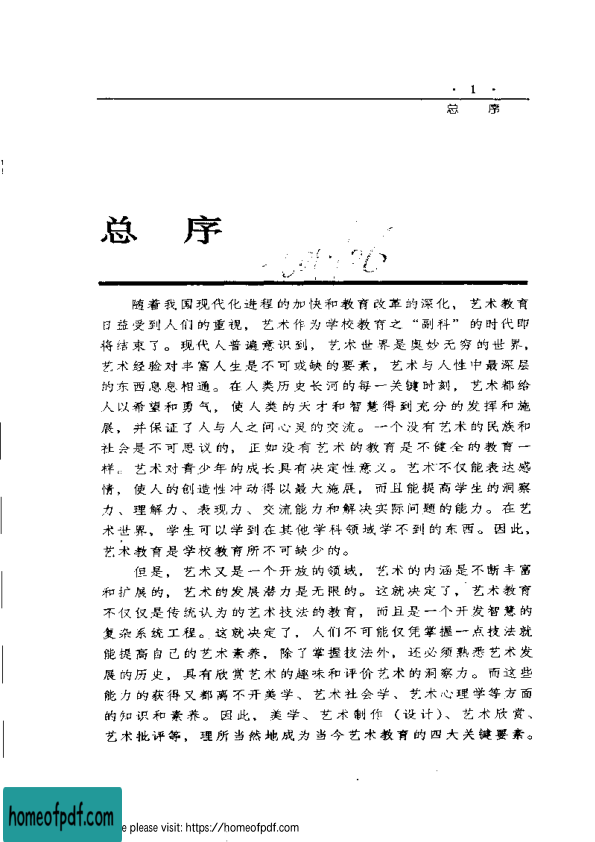 · 1 ·
总 序
总 序
随着我国现代化进程的加快和教育改革的深化，艺术教育
日益受到人们的重视，艺术作为学校教育之“副科”的时代即
将结束了。现代人普遍意识到，艺术世界是奥妙无穷的世界，
艺术经验对丰富人生是不可或缺的要素，艺术与人性中最深层
的东西息息相通。在人类历史长河的每一关键时刻，艺术都给
人以希望和勇气，使人类的天才和智慧得到充分的发挥和施
展，并保证了人与人之间心灵的交流。一个没有艺术的民族和
社会是不可思议的，正如没有艺术的教育是不健全的教育一
样。艺术对青少年的成长具有决定性意义。艺术不仅能表达感
情，使人的创造性冲动得以最大施展，而且能提高学生的洞察
力、理解力、表现力、交流能力和解决实际问题的能力。在艺
术世界，学生可以学到在其他学科领域学不到的东西。因此，
艺术教育是学校教育所不可缺少的。
但是，艺术又是一个开放的领域，艺术的内涵是不断丰富
和扩展的，艺术的发展潜力是无限的。这就决定了，艺术教育
不仅仅是传统认为的艺术技法的教育，而且是一个开发智慧的
复杂系统工程。这就决定了，人们不可能仅凭掌握一点技法就
能提高自己的艺术素养，除了掌握技法外，还必须熟悉艺术发
展的历史，具有欣赏艺术的趣味和评价艺术的洞察力。而这些
能力的获得又都离不开美学、艺术社会学、艺术心理学等方面
的知识和素养。因此，美学、艺术制作（设计）、艺术欣赏、
艺术批评等，理所当然地成为当今艺术教育的四大关键要素。
homeofpdf.com
e please visit: https://homeofpdf.com